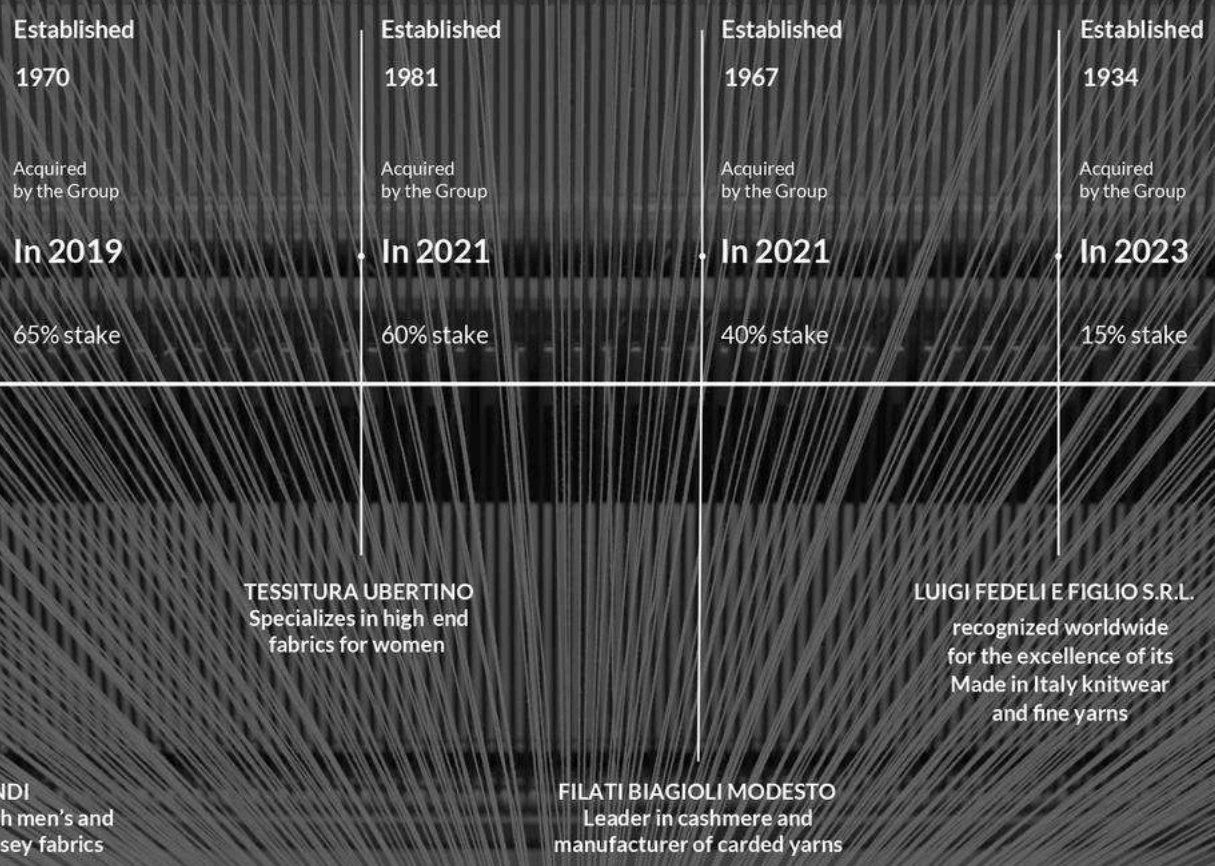 Established
1970
Acquired
by the Group
In 2019
65% stake
Established
1981
Acquired
by the Group
In 2021
60% stake
Established
1967
Acquired
by the Group
In 2021
40% stake
Established
1934
Acquired
by the Group
In 2023
15% stake
TESSITURA UBERTINO
Specializes in high end
fabrics for women
LUIGI FEDELI E FIGLIO S.R.L.
recognized worldwide
for the excellence of its
Made in Italy knitwear
and fine yarns
NDI
h men's and
sey fabrics
FILATI BIAGIOLI MODESTO
Leader in cashmere and
manufacturer of carded yarns